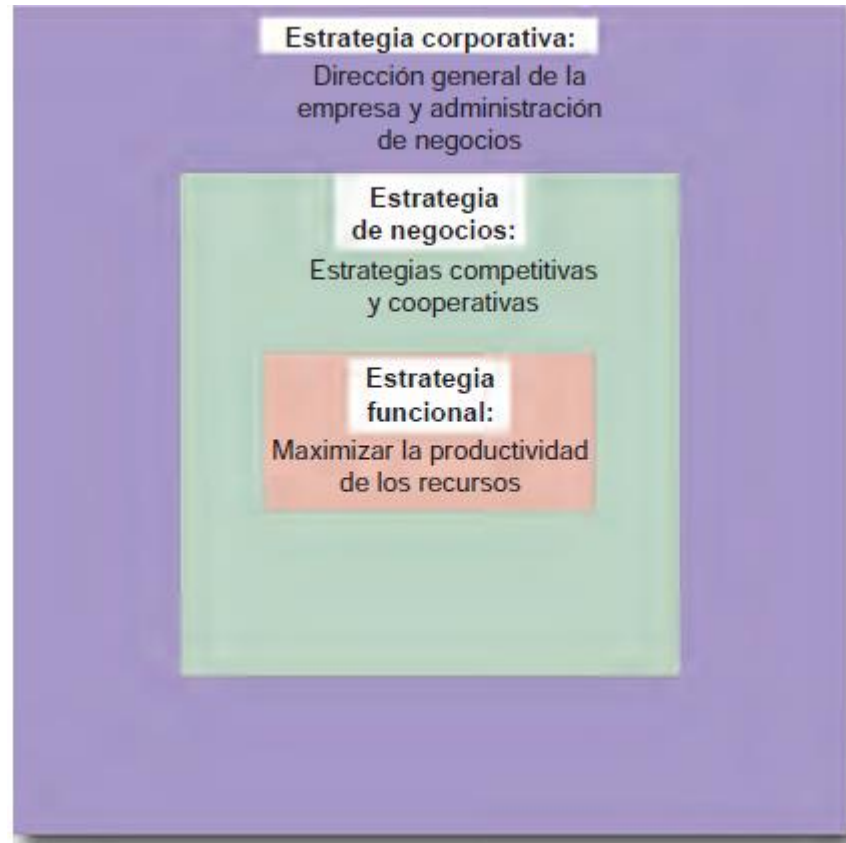 Estrategia corporativa:
Dirección general de la
empresa y administración
de negocios
Estrategia
de negocios:
Estrategias competitivas
y cooperativas
Estrategia
funcional:
Maximizar la productividad
de los recursos